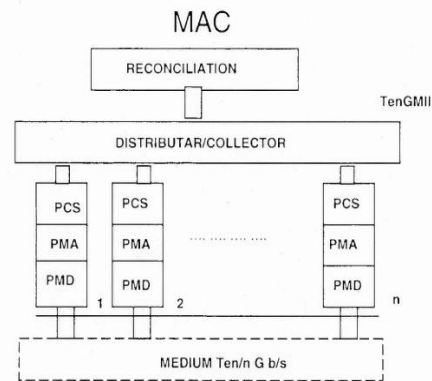 MAC
RECONCILIATION
TenGMII
DISTRIBUTAR/COLLECTOR
PCS PCS PCS
PMA PMA .... .... .... .... PMA
PMD PMD PMD
1 2 n
MEDIUM Ten/n G b/s